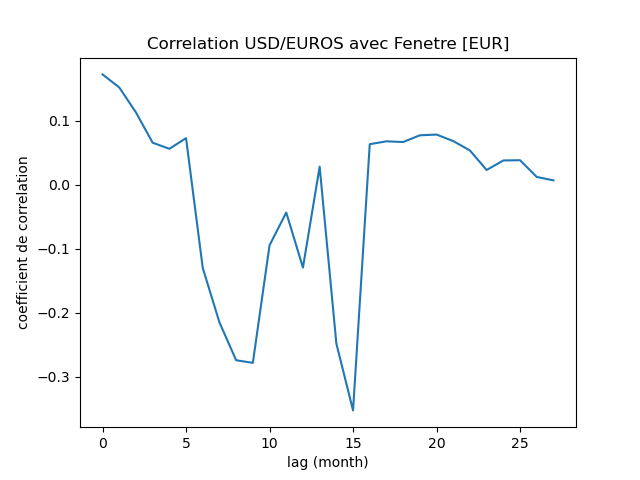 Correlation USD/EUROS avec Fenetre [EUR]
coefficient de correlation
0.1
0.0
−0.1
−0.2
−0.3
0 5 10 15 20 25
lag (month)